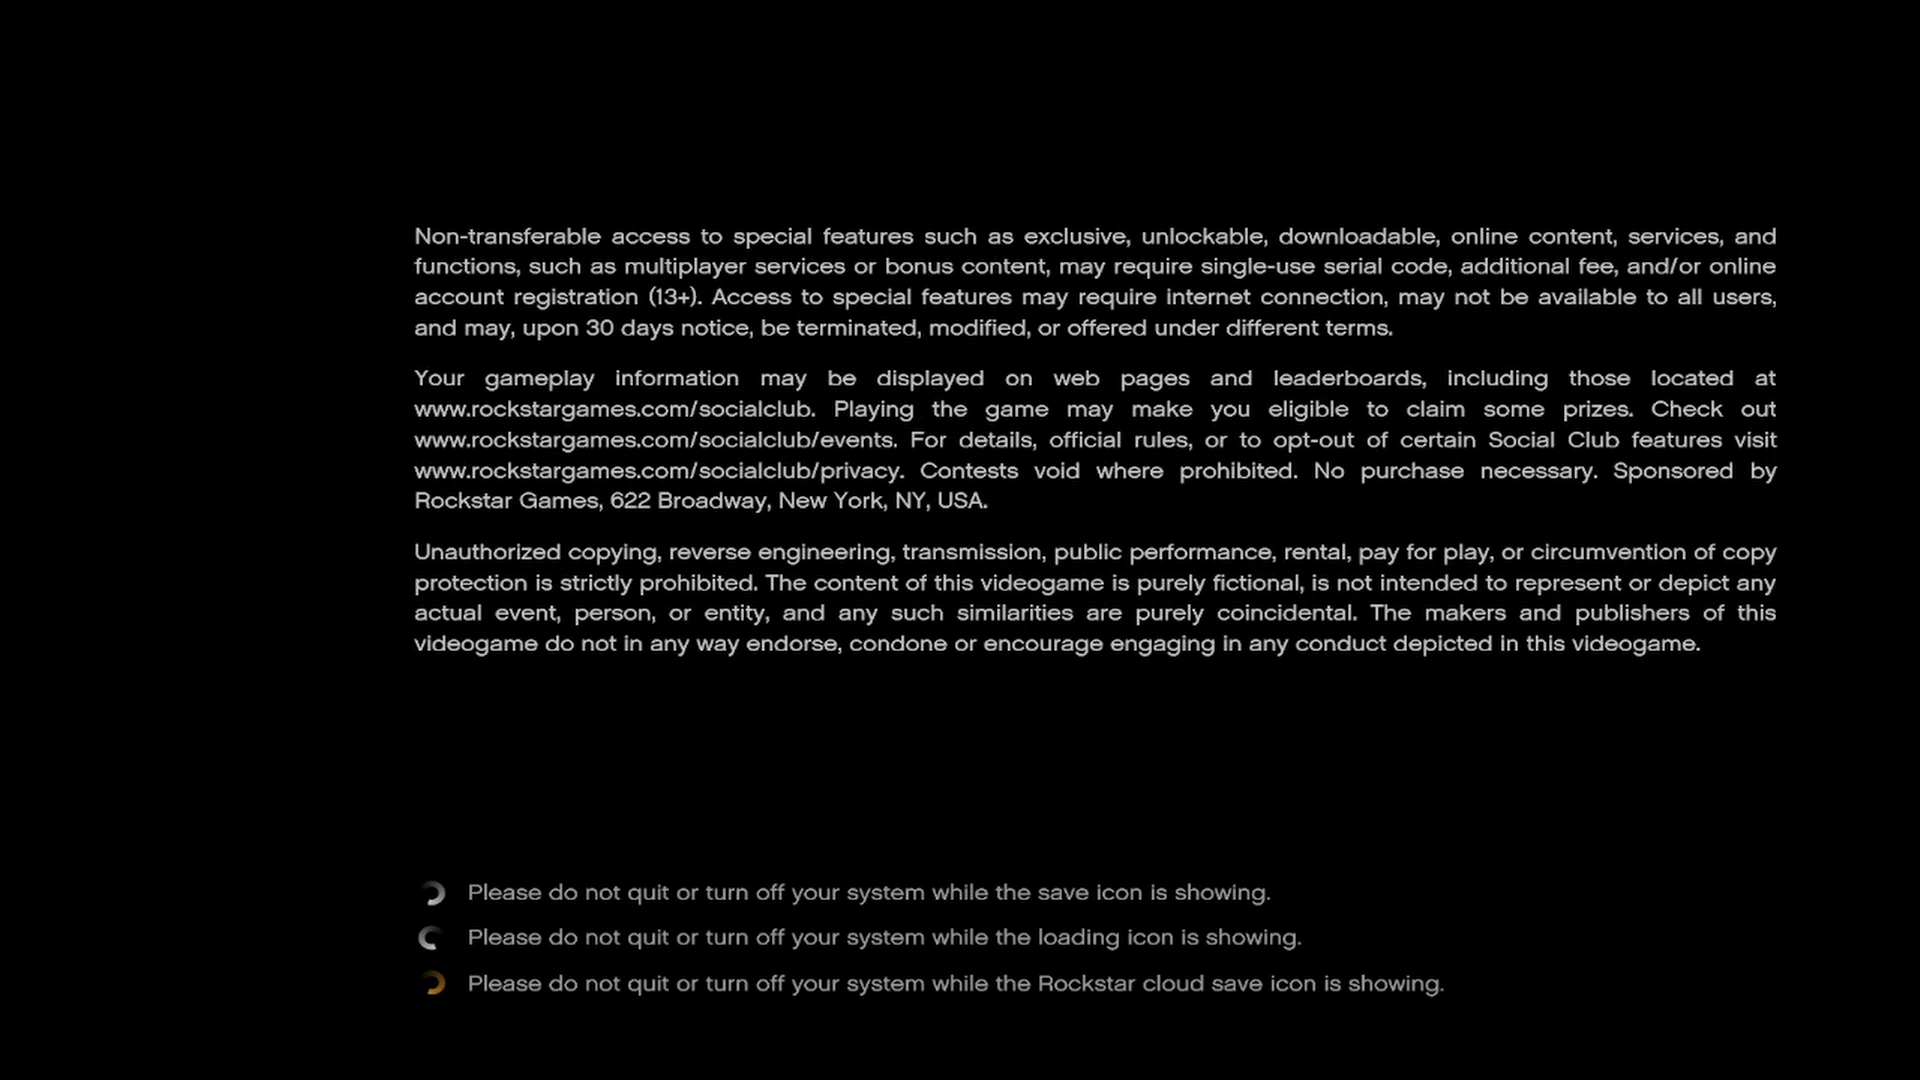 Non-transferable access to special features such as exclusive, unlockable, downloadable, online content, services, and
functions, such as multiplayer services or bonus content, may require single-use serial code, additional fee, and/or online
account registration (13+). Access to special features may require internet connection, may not be available to all users,
and may, upon 30 days notice, be terminated, modified, or offered under different terms.
Your gameplay information may be displayed on web pages and leaderboards, including those located at
www.rockstargames.com/socialclub. Playing the game may make you eligible to claim some prizes. Check out
www.rockstargames.com/socialclub/events. For details, official rules, or to opt-out of certain Social Club features visit
www.rockstargames.com/socialclub/privacy. Contests void where prohibited. No purchase necessary. Sponsored by
Rockstar Games, 622 Broadway, New York, NY, USA.
Unauthorized copying, reverse engineering, transmission, public performance, rental, pay for play, or circumvention of copy
protection is strictly prohibited. The content of this videogame is purely fictional, is not intended to represent or depict any
actual event, person, or entity, and any such similarities are purely coincidental. The makers and publishers of this
videogame do not in any way endorse, condone or encourage engaging in any conduct depicted in this videogame.
Please do not quit or turn off your system while the save icon is showing.
Please do not quit or turn off your system while the loading icon is showing.
Please do not quit or turn off your system while the Rockstar cloud save icon is showing.